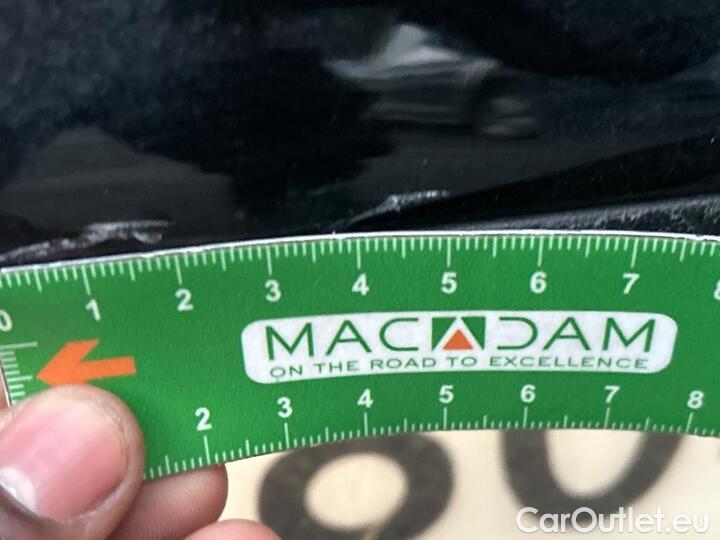 0 1 2 3 4 5 6 7 8
MACADAM
ON THE ROAD TO EXCELLENCE
2 3 4 5 6 7 8
CarOutlet.eu